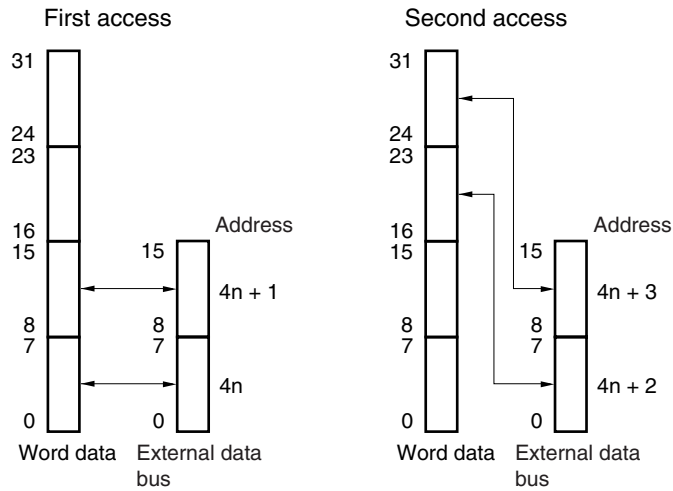 First access
Second access
31
24
23
16
15
8
7
0
Word data
Address
15
4n + 1
8
7
4n
0
External data
bus
31
24
23
16
15
8
7
0
Word data
Address
15
4n + 3
8
7
4n + 2
0
External data
bus